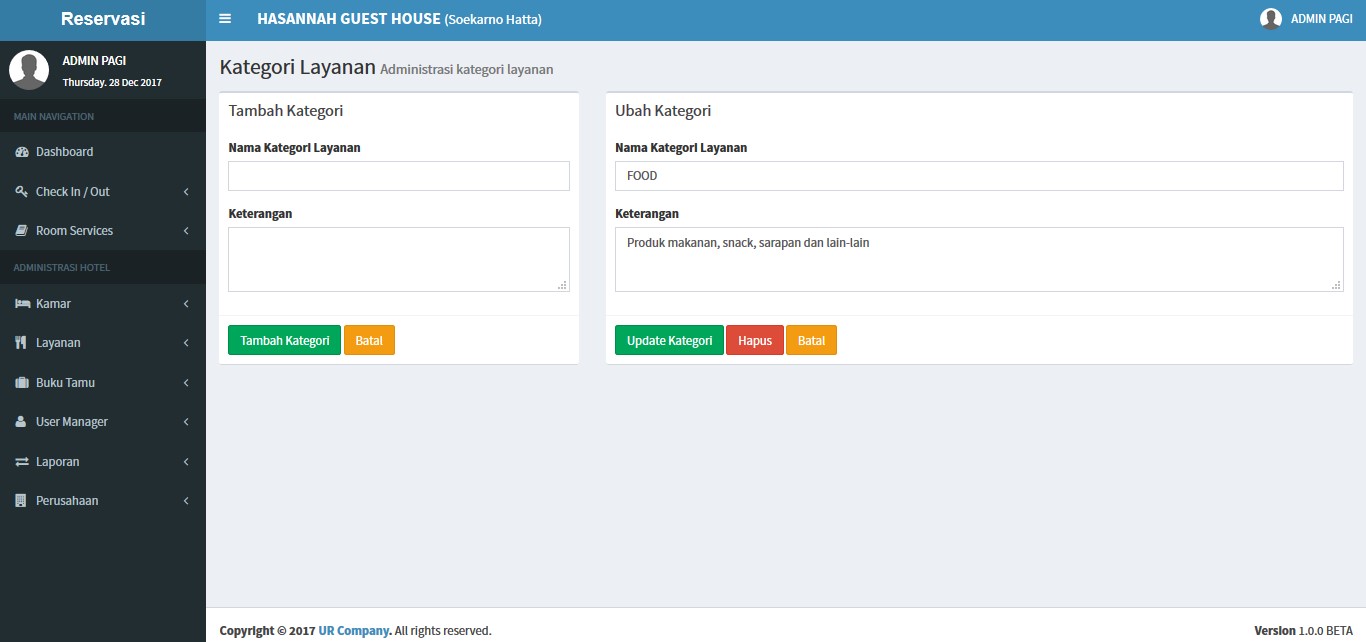 Reservasi
HASANNAH GUEST HOUSE (Soekarno Hatta)
ADMIN PAGI
ADMIN PAGI
Thursday. 28 Dec 2017
MAIN NAVIGATION
Dashboard
Check In / Out
Room Services
ADMINISTRASI HOTEL
Kamar
Layanan
Buku Tamu
User Manager
Laporan
Perusahaan
Kategori Layanan Administrasi kategori layanan
Tambah Kategori
Nama Kategori Layanan
Keterangan
Tambah Kategori Batal
Ubah Kategori
Nama Kategori Layanan
FOOD
Keterangan
Produk makanan, snack, sarapan dan lain-lain
Update Kategori Hapus Batal
Copyright © 2017 UR Company. All rights reserved.
Version 1.0.0 BETA